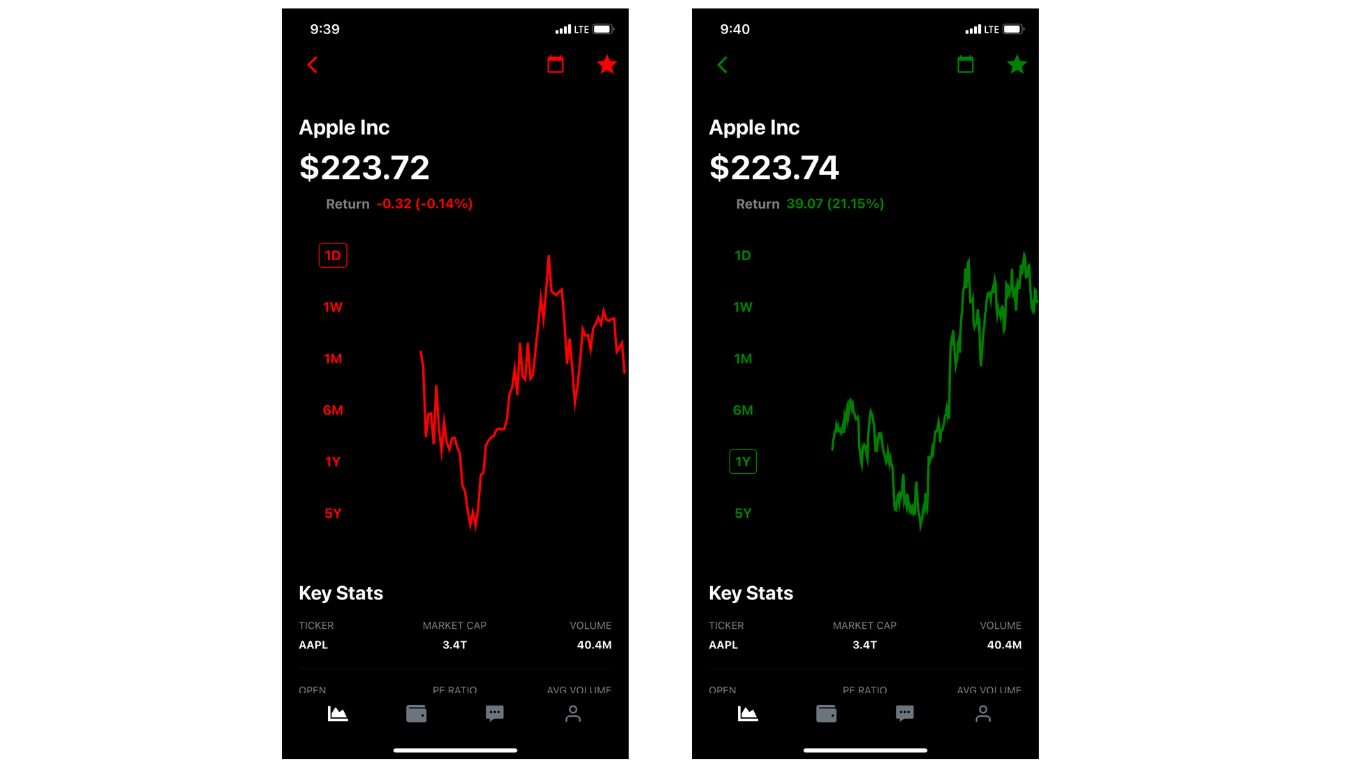 9:39 LTE
Apple Inc
$223.72
Return -0.32 (-0.14%)
1D
1W
1M
6M
1Y
5Y
Key Stats
TICKER MARKET CAP VOLUME
AAPL 3.4T 40.4M
OPEN PE RATIO AVG VOLUME
9:40 LTE
Apple Inc
$223.74
Return 39.07 (21.15%)
1D
1W
1M
6M
1Y
5Y
Key Stats
TICKER MARKET CAP VOLUME
AAPL 3.4T 40.4M
OPEN PE RATIO AVG VOLUME